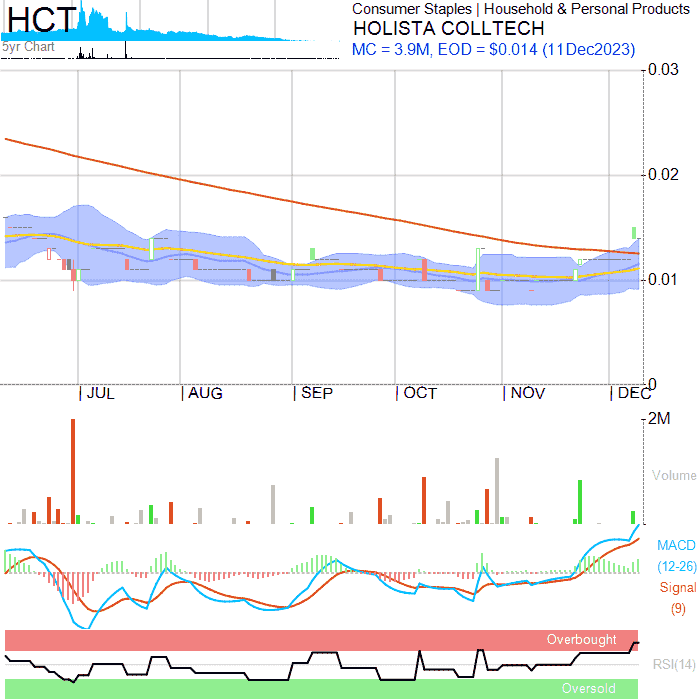 HCT
5yr Chart
Consumer Staples | Household & Personal Products
HOLISTA COLLTECH
MC = 3.9M, EOD = $0.014 (11Dec2023)
0.03
0.02
0.01
0
JUL AUG SEP OCT NOV DEC
2M
Volume
MACD
(12-26)
Signal
(9)
Overbought
RSI(14)
Oversold